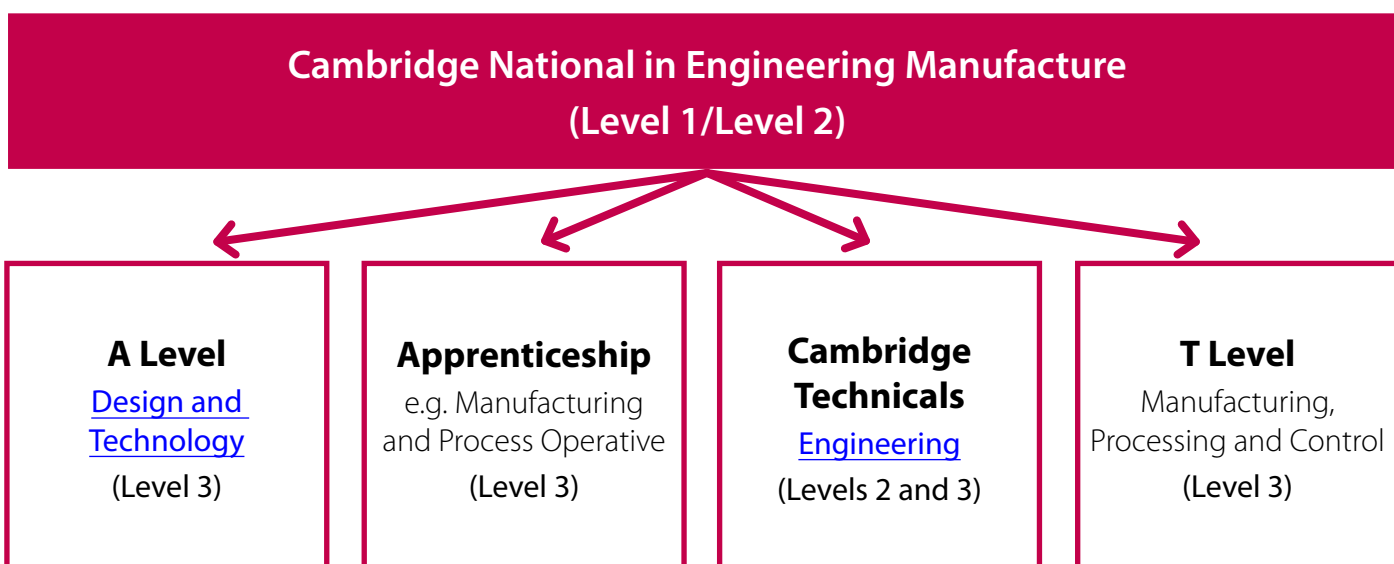 Cambridge National in Engineering Manufacture
(Level 1/Level 2)
A Level
Design and
Technology
(Level 3)
Apprenticeship
e.g. Manufacturing
and Process Operative
(Level 3)
Cambridge
Technicals
Engineering
(Levels 2 and 3)
T Level
Manufacturing,
Processing and Control
(Level 3)